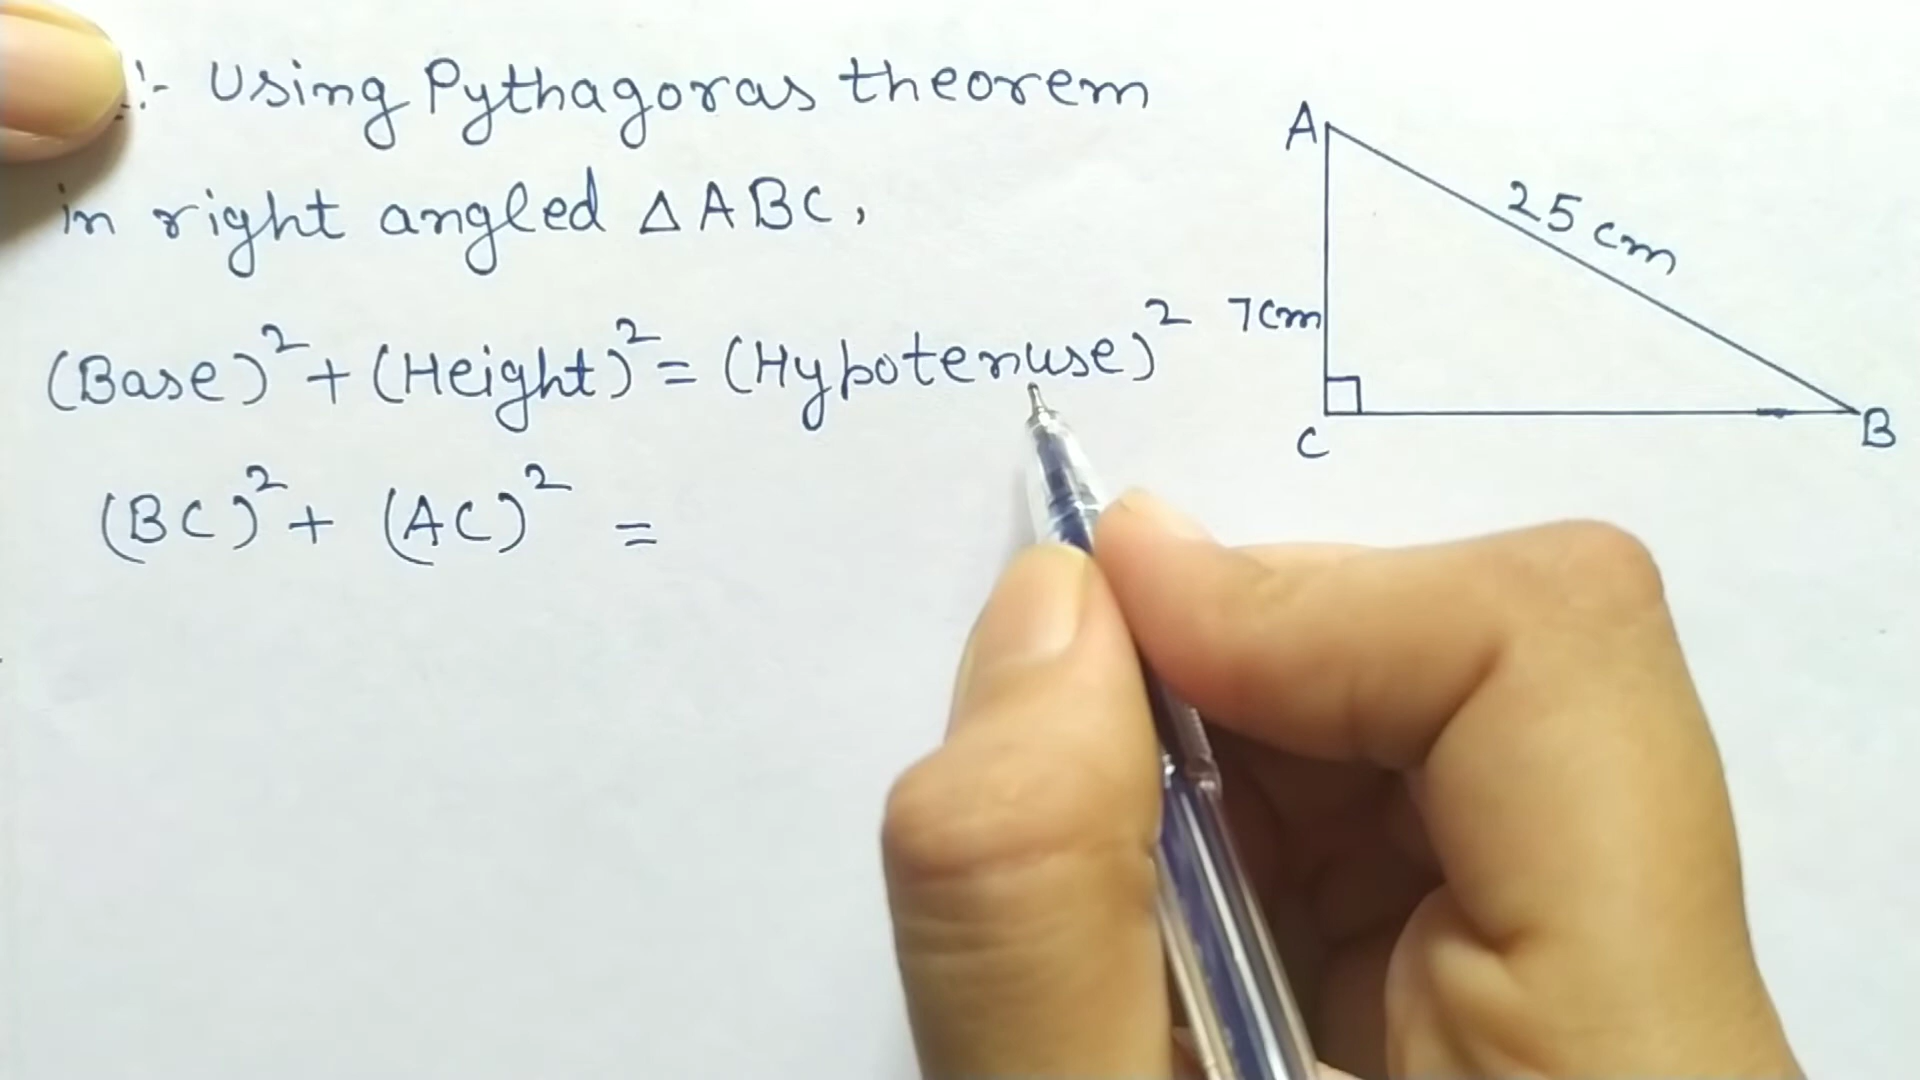 :- Using Pythagoras theorem
in right angled △ABC,
(Base)² + (Height)² = (Hypotenuse)²
(BC)² + (AC)² =
A
25 cm
7cm
C
B